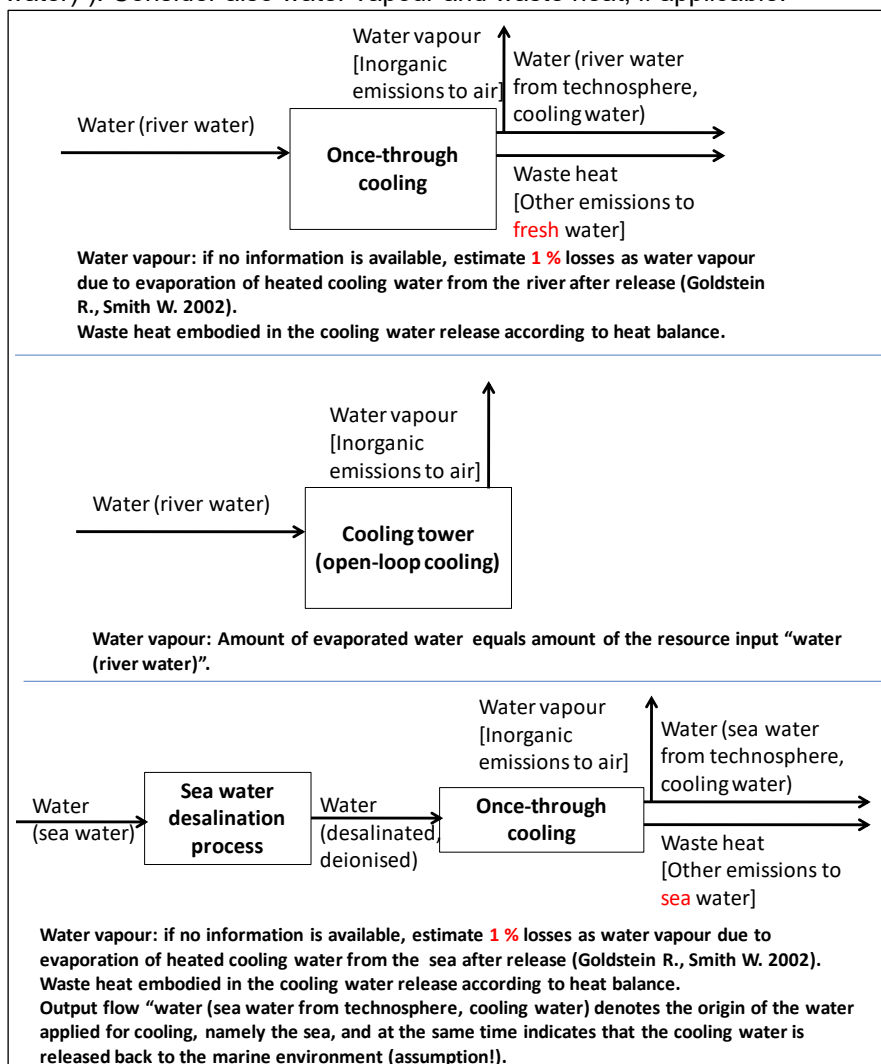 water)"). Consider also water vapour and waste heat, if applicable.
Water vapour
[Inorganic
emissions to air]
Water (river water
from technosphere,
cooling water)
Water (river water)
Once-through
cooling
Waste heat
[Other emissions to
fresh water]
Water vapour: if no information is available, estimate 1 % losses as water vapour
due to evaporation of heated cooling water from the river after release (Goldstein
R., Smith W. 2002).
Waste heat embodied in the cooling water release according to heat balance.
Water vapour
[Inorganic
emissions to air]
Water (river water)
Cooling tower
(open-loop cooling)
Water vapour: Amount of evaporated water equals amount of the resource input “water
(river water)”.
Water vapour
[Inorganic
emissions to air]
Water (sea water
from technosphere,
cooling water)
Water
(sea water)
Sea water
desalination
process
Water
(desalinated,
deionised)
Once-through
cooling
Waste heat
[Other emissions to
sea water]
Water vapour: if no information is available, estimate 1 % losses as water vapour due to
evaporation of heated cooling water from the sea after release (Goldstein R., Smith W. 2002).
Waste heat embodied in the cooling water release according to heat balance.
Output flow “water (sea water from technosphere, cooling water) denotes the origin of the water
applied for cooling, namely the sea, and at the same time indicates that the cooling water is
released back to the marine environment (assumption!).